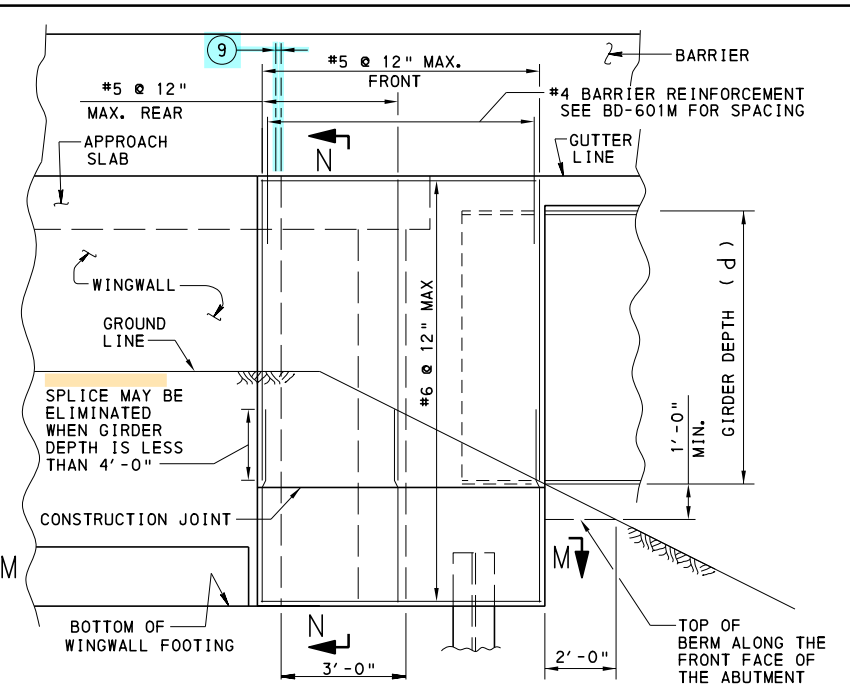 9
BARRIER
#5 @ 12" MAX.
FRONT
#5 @ 12"
MAX. REAR
#4 BARRIER REINFORCEMENT
SEE BD-601M FOR SPACING
APPROACH
SLAB
N
GUTTER
LINE
WINGWALL
GROUND
LINE
#6 @ 12" MAX
GIRDER DEPTH (d)
SPLICE MAY BE
ELIMINATED
WHEN GIRDER
DEPTH IS LESS
THAN 4'-0"
1'-0"
MIN.
CONSTRUCTION JOINT
M
M
BOTTOM OF
WINGWALL FOOTING
N
3'-0"
2'-0"
TOP OF
BERM ALONG THE
FRONT FACE OF
THE ABUTMENT